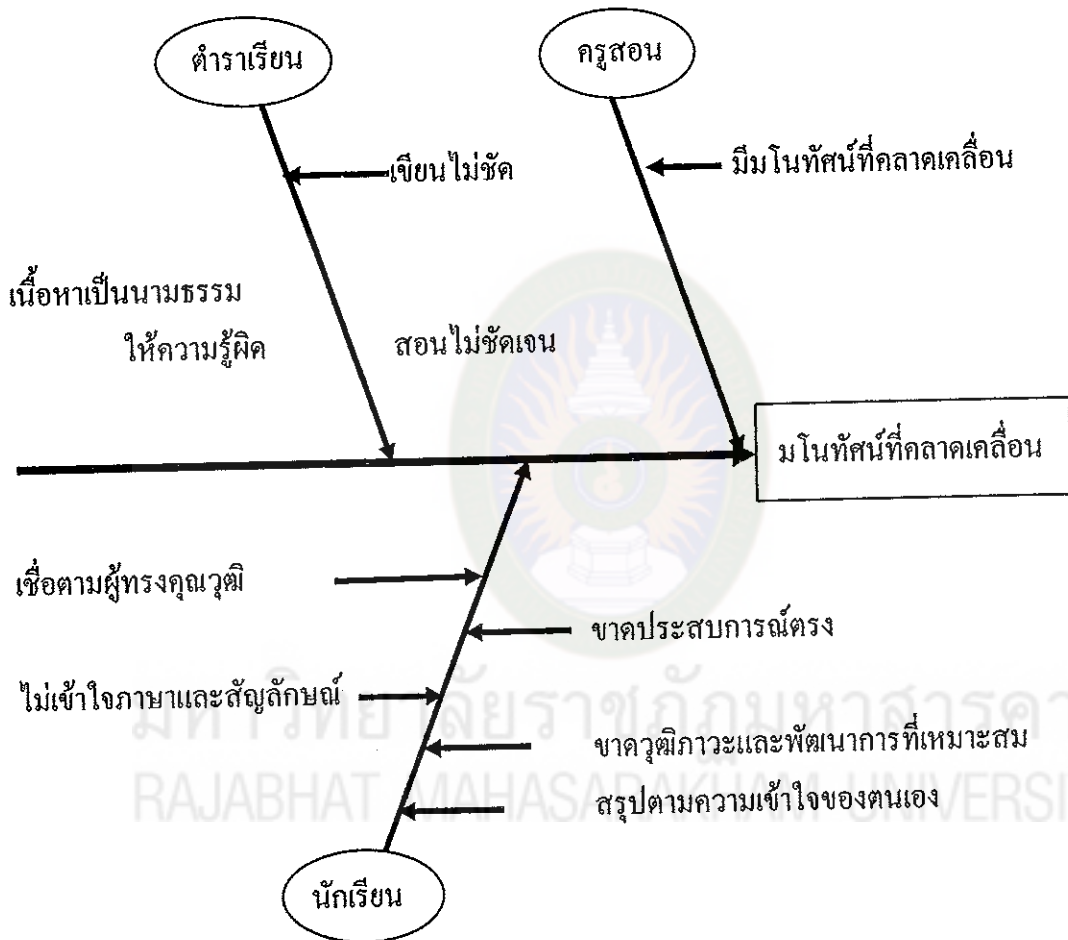 ตำราเรียน
ครูสอน
เขียนไม่ชัด
มีมโนทัศน์ที่คลาดเคลื่อน
เนื้อหาเป็นนามธรรม
ให้ความรู้ผิด
สอนไม่ชัดเจน
มโนทัศน์ที่คลาดเคลื่อน
เชื่อตามผู้ทรงคุณวุฒิ
ขาดประสบการณ์ตรง
ไม่เข้าใจภาษาและสัญลักษณ์
มหาวิทยาลัยราชภัฏมหาสารคา
ขาดวุฒิภาวะและพัฒนาการที่เหมาะสม
RAJABHAT MAHASARAKHAM UNIVERSI
สรุปตามความเข้าใจของตนเอง
นักเรียน